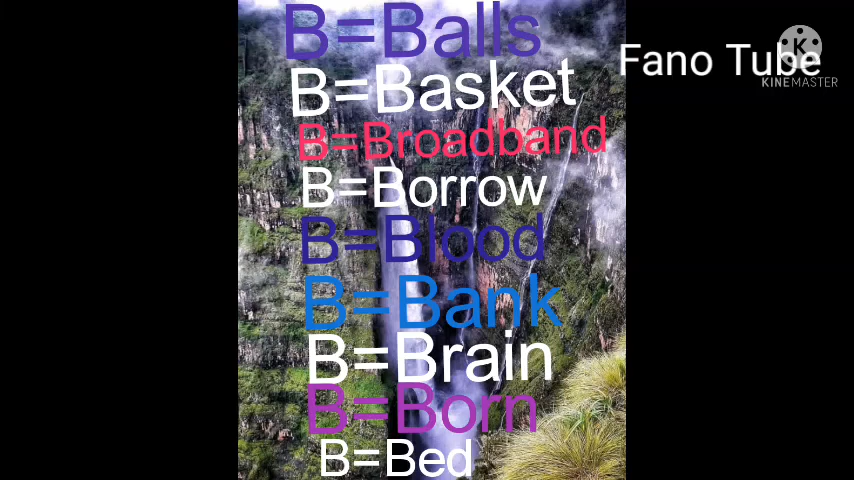 B=Balls
B=Basket
B=Broadband
B=Borrow
B=Blood
B=Bank
B=Brain
B=Born
B=Bed
Fano Tube
K
KINEMASTER